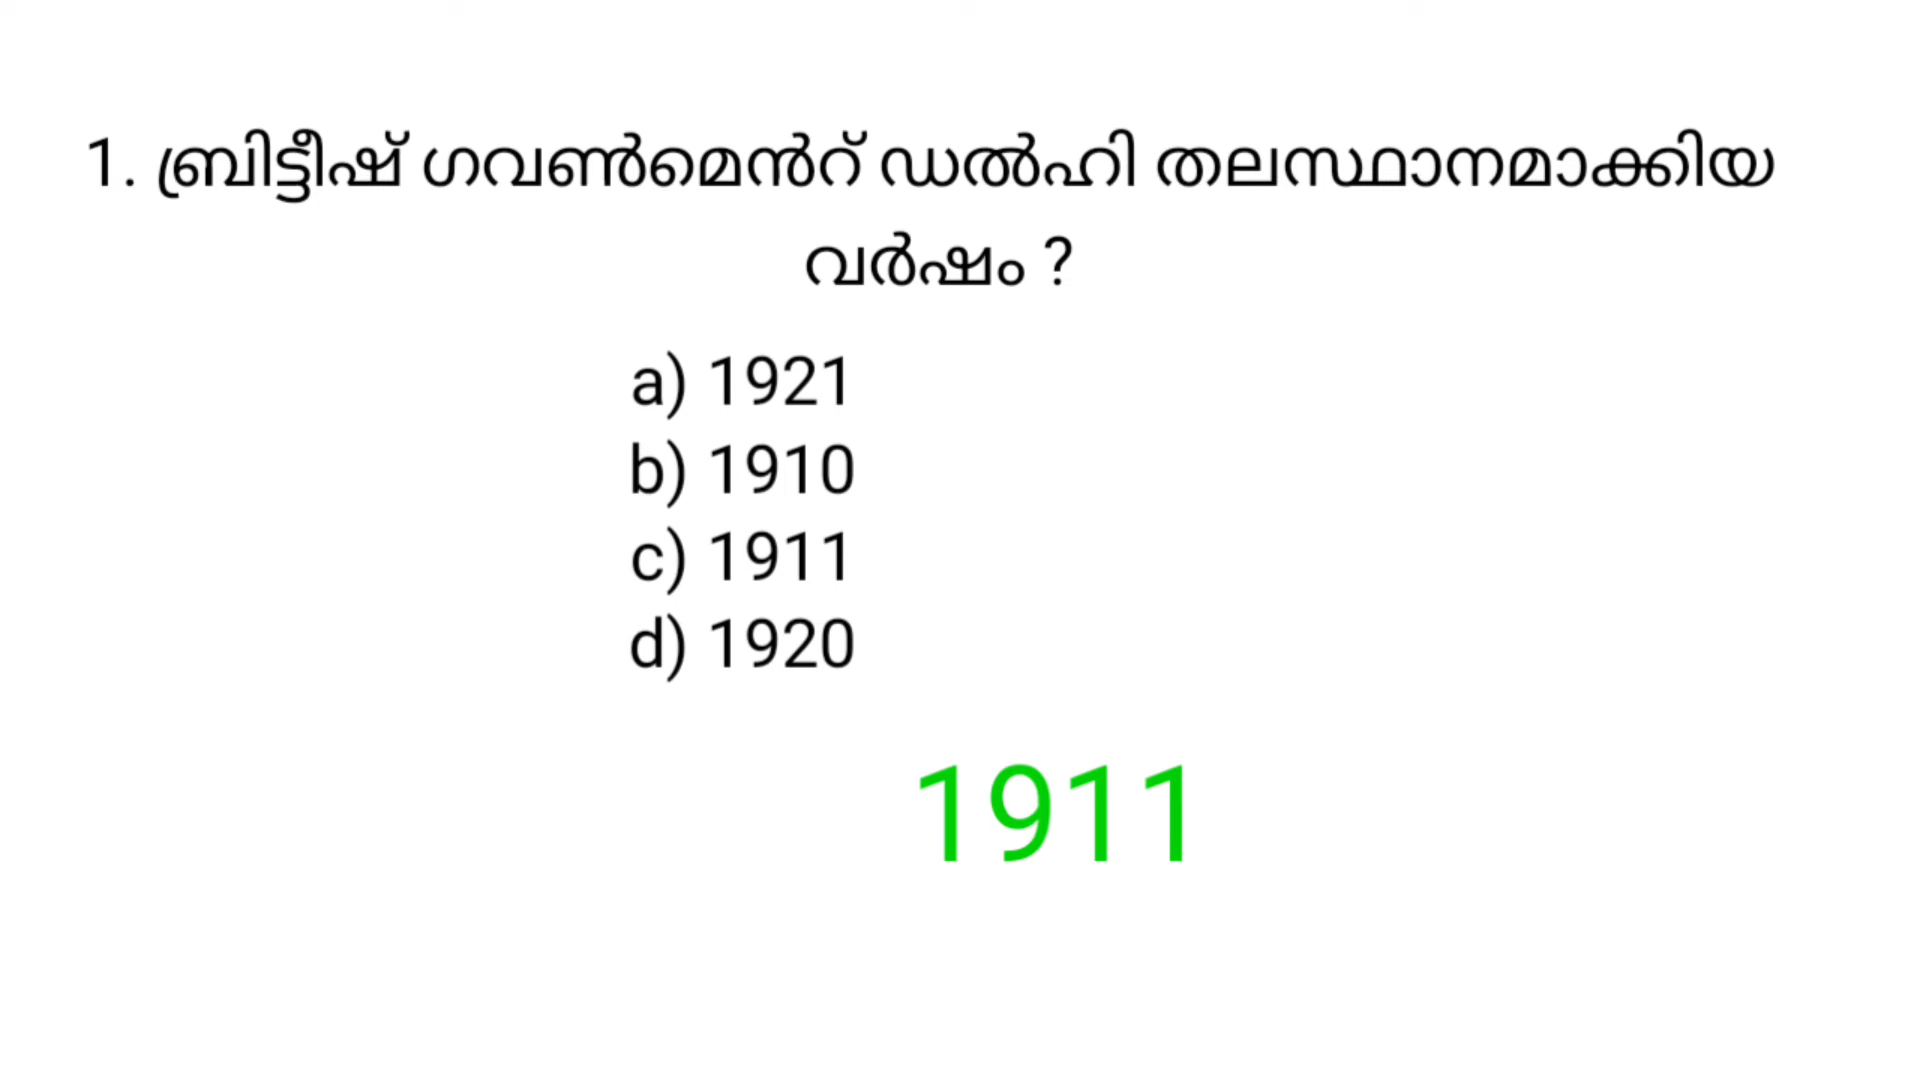 1. ബ്രിട്ടീഷ് ഗവൺമെൻറ് ഡൽഹി തലസ്ഥാനമാക്കിയ
വർഷം ?
a) 1921
b) 1910
c) 1911
d) 1920
1911